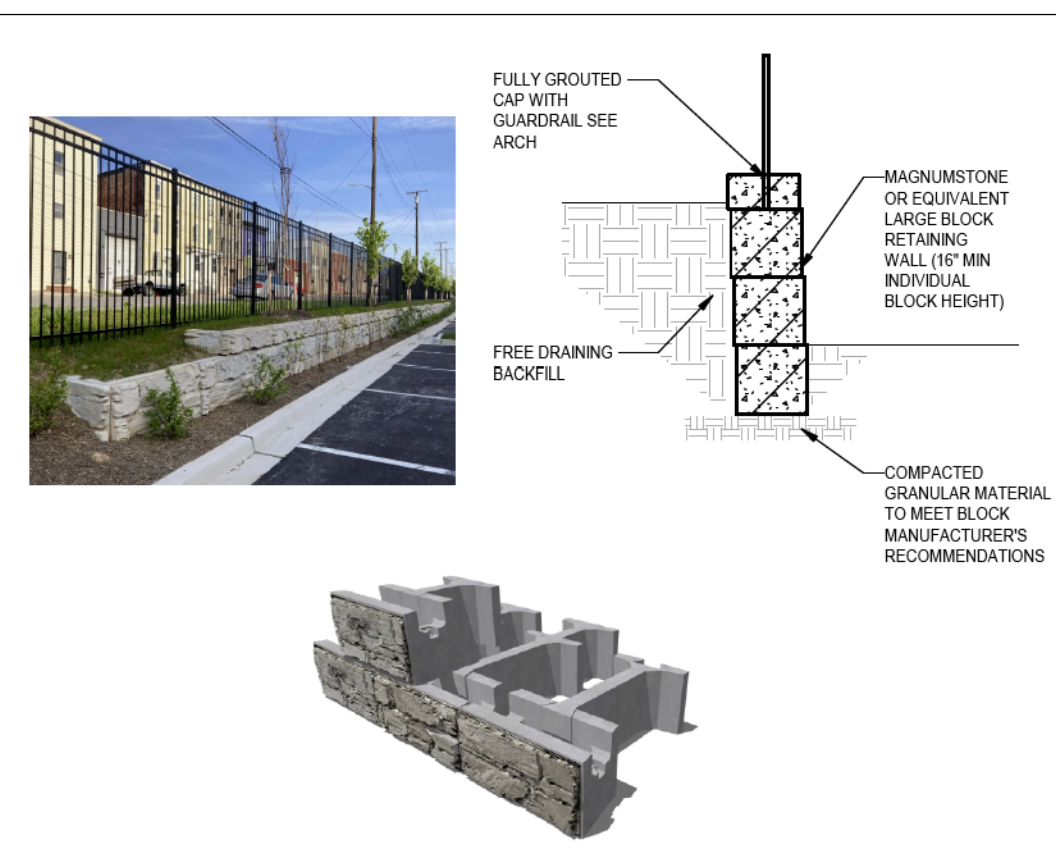 FULLY GROUTED
CAP WITH
GUARDRAIL SEE
ARCH
MAGNUMSTONE
OR EQUIVALENT
LARGE BLOCK
RETAINING
WALL (16" MIN
INDIVIDUAL
BLOCK HEIGHT)
FREE DRAINING
BACKFILL
COMPACTED
GRANULAR MATERIAL
TO MEET BLOCK
MANUFACTURER'S
RECOMMENDATIONS